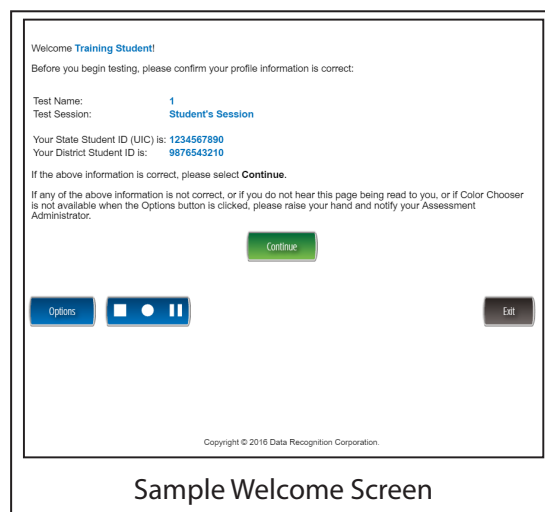 Welcome Training Student!
Before you begin testing, please confirm your profile information is correct:
Test Name: 1
Test Session: Student's Session
Your State Student ID (UIC) is: 1234567890
Your District Student ID is: 9876543210
If the above information is correct, please select Continue.
If any of the above information is not correct, or if you do not hear this page being read to you, or if Color Chooser
is not available when the Options button is clicked, please raise your hand and notify your Assessment
Administrator.
Continue
Options
Exit
Copyright © 2016 Data Recognition Corporation.
Sample Welcome Screen